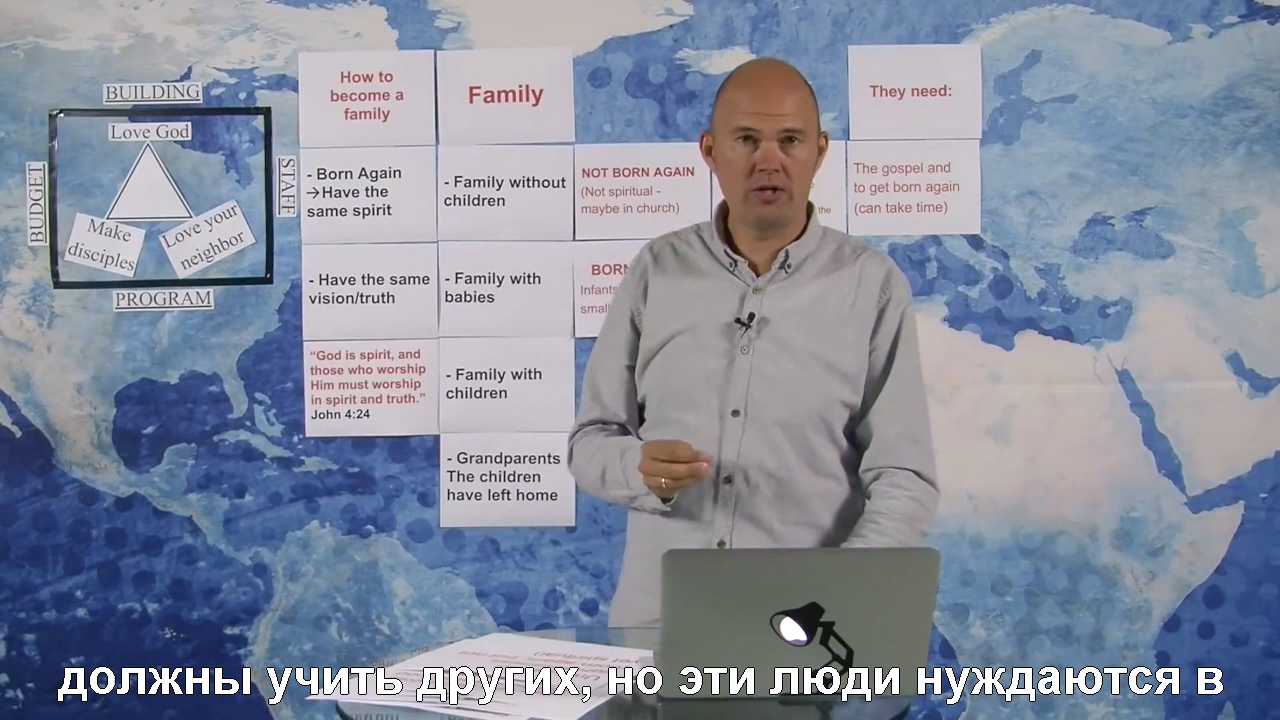 BUILDING
Love God
BUDGET
STAFF
Make
disciples
Love your
neighbor
PROGRAM
How to
become a
family
Family
They need:
- Born Again
→Have the
same spirit
- Family without
children
NOT BORN AGAIN
(Not spiritual -
maybe in church)
the
The gospel and
to get born again
(can take time)
- Have the same
vision/truth
- Family with
babies
BORN
Infants
small
“God is spirit, and
those who worship
Him must worship
in spirit and truth.”
John 4:24
- Family with
children
- Grandparents
The children
have left home
должны учить других, но эти люди нуждаются в